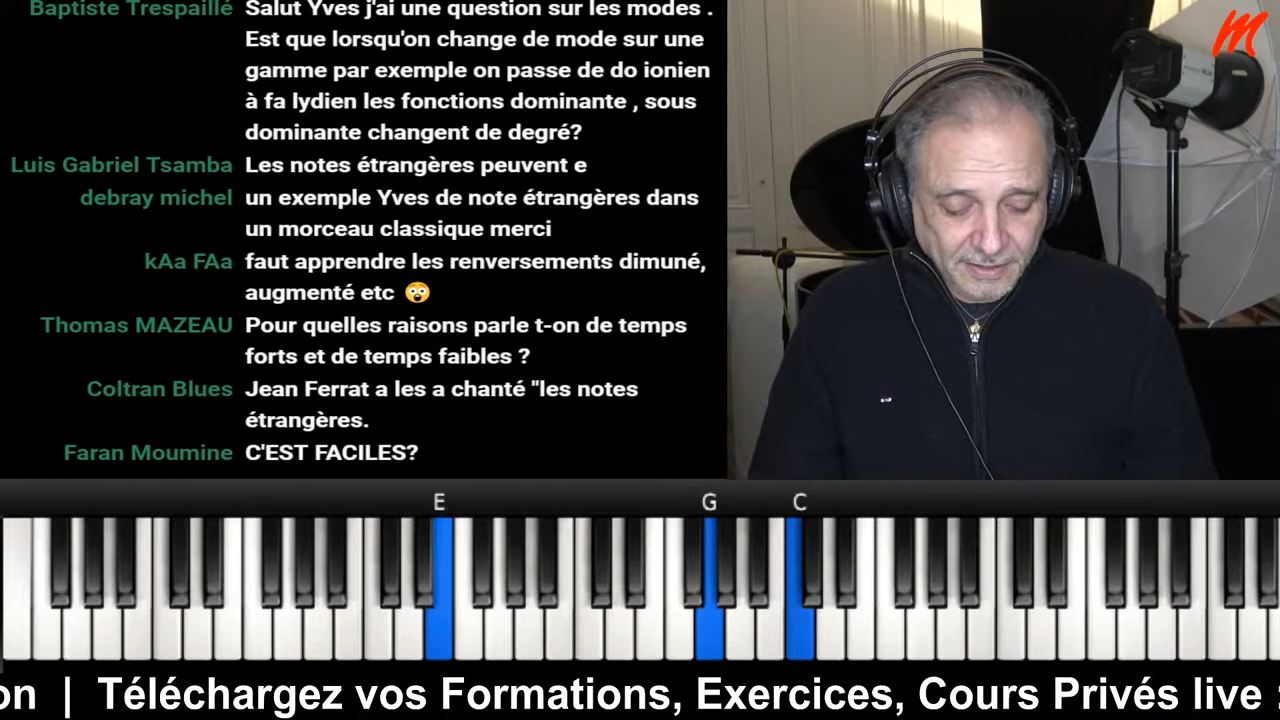 Baptiste Trespaillé Salut Yves j'ai une question sur les modes .
Est que lorsqu'on change de mode sur une
gamme par exemple on passe de do ionien
à fa lydien les fonctions dominante , sous
dominante changent de degré?
Luis Gabriel Tsamba Les notes étrangères peuvent e
debray michel un exemple Yves de note étrangères dans
un morceau classique merci
kAa FAa faut apprendre les renversements dimuné,
augmenté etc 😲
Thomas MAZEAU Pour quelles raisons parle t-on de temps
forts et de temps faibles ?
Coltran Blues Jean Ferrat a les a chanté "les notes
étrangères.
Faran Moumine C'EST FACILES?
M
E G C
on | Téléchargez vos Formations, Exercices, Cours Privés live :